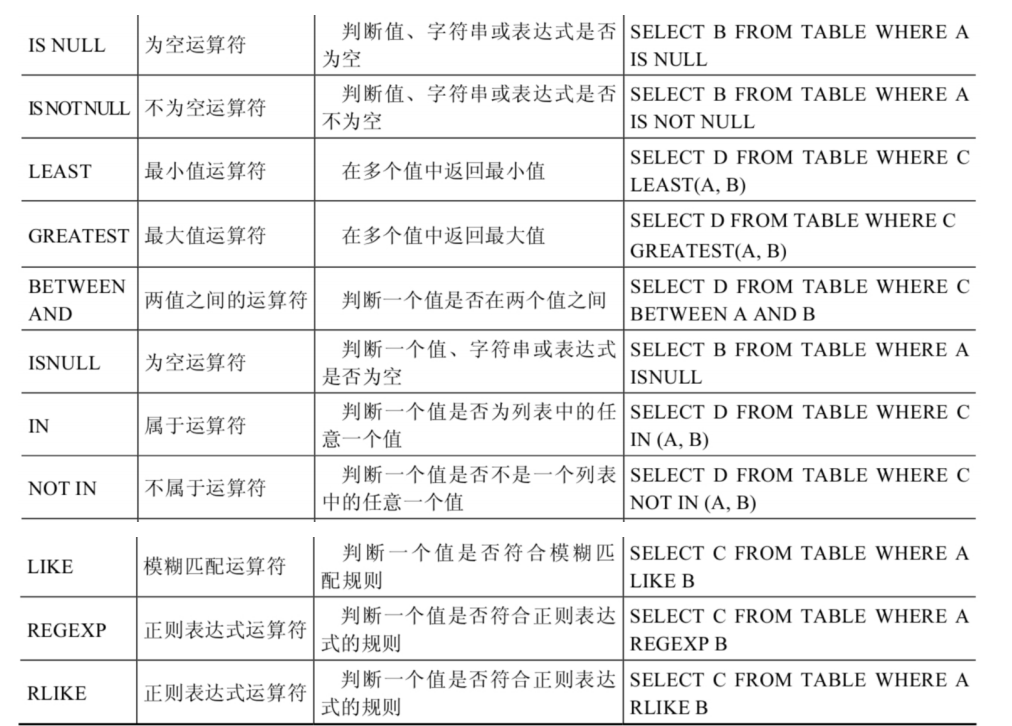 IS NULL
为空运算符
判断值、字符串或表达式是否
为空
SELECT B FROM TABLE WHERE A
IS NULL
IS NOT NULL
不为空运算符
判断值、字符串或表达式是否
不为空
SELECT B FROM TABLE WHERE A
IS NOT NULL
LEAST
最小值运算符
在多个值中返回最小值
SELECT D FROM TABLE WHERE C
LEAST(A, B)
GREATEST
最大值运算符
在多个值中返回最大值
SELECT D FROM TABLE WHERE C
GREATEST(A, B)
BETWEEN
AND
两值之间的运算符
判断一个值是否在两个值之间
SELECT D FROM TABLE WHERE C
BETWEEN A AND B
ISNULL
为空运算符
判断一个值、字符串或表达式
是否为空
SELECT B FROM TABLE WHERE A
ISNULL
IN
属于运算符
判断一个值是否为列表中的任
意一个值
SELECT D FROM TABLE WHERE C
IN (A, B)
NOT IN
不属于运算符
判断一个值是否不是一个列表
中的任意一个值
SELECT D FROM TABLE WHERE C
NOT IN (A, B)
LIKE
模糊匹配运算符
判断一个值是否符合模糊匹
配规则
SELECT C FROM TABLE WHERE A
LIKE B
REGEXP
正则表达式运算符
判断一个值是否符合正则表达
式的规则
SELECT C FROM TABLE WHERE A
REGEXP B
RLIKE
正则表达式运算符
判断一个值是否符合正则表达
式的规则
SELECT C FROM TABLE WHERE A
RLIKE B